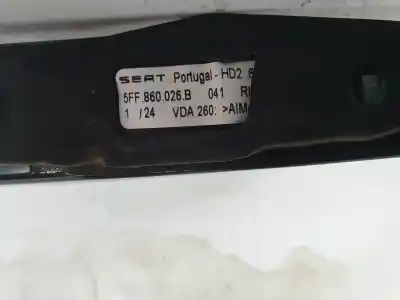 SEAT Portugal - HD2
5FF.860.026.B 041
1 /24 VDA 260: >AIM